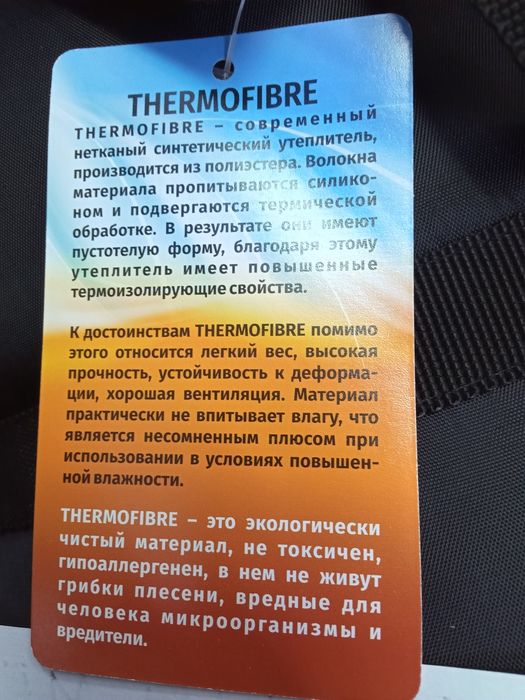 THERMOFIBRE
THERMOFIBRE – современный
нетканый синтетический утеплитель,
производится из полиэстера. Волокна
материала пропитываются силико-
ном и подвергаются термической
обработке. В результате они имеют
пустотелую форму, благодаря этому
утеплитель имеет повышенные
термоизолирующие свойства.
К достоинствам THERMOFIBRE помимо
этого относится легкий вес, высокая
прочность, устойчивость к деформа-
ции, хорошая вентиляция. Материал
практически не впитывает влагу, что
является несомненным плюсом при
использовании в условиях повышен-
ной влажности.
THERMOFIBRE – это экологически
чистый материал, не токсичен,
гипоаллергенен, в нем не живут
грибки плесени, вредные для
человека микроорганизмы и
вредители.